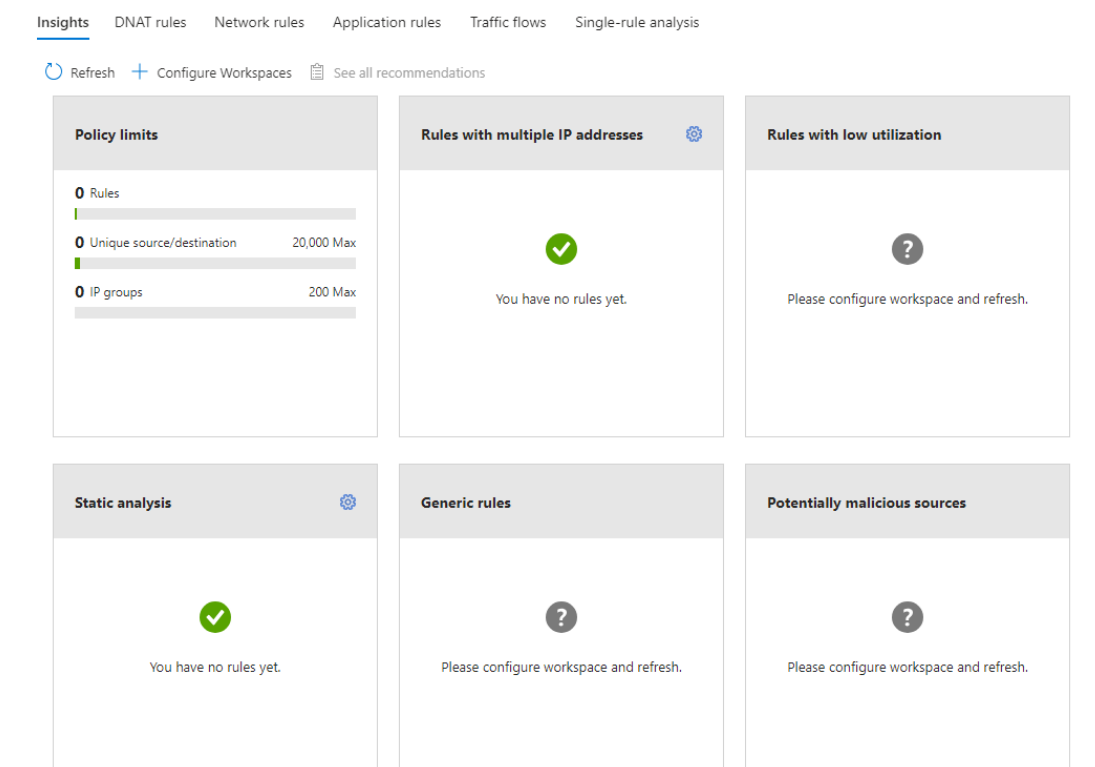 Insights DNAT rules Network rules Application rules Traffic flows Single-rule analysis
Refresh Configure Workspaces See all recommendations
Policy limits
0 Rules
0 Unique source/destination 20,000 Max
0 IP groups 200 Max
Rules with multiple IP addresses
You have no rules yet.
Rules with low utilization
Please configure workspace and refresh.
Static analysis
You have no rules yet.
Generic rules
Please configure workspace and refresh.
Potentially malicious sources
Please configure workspace and refresh.